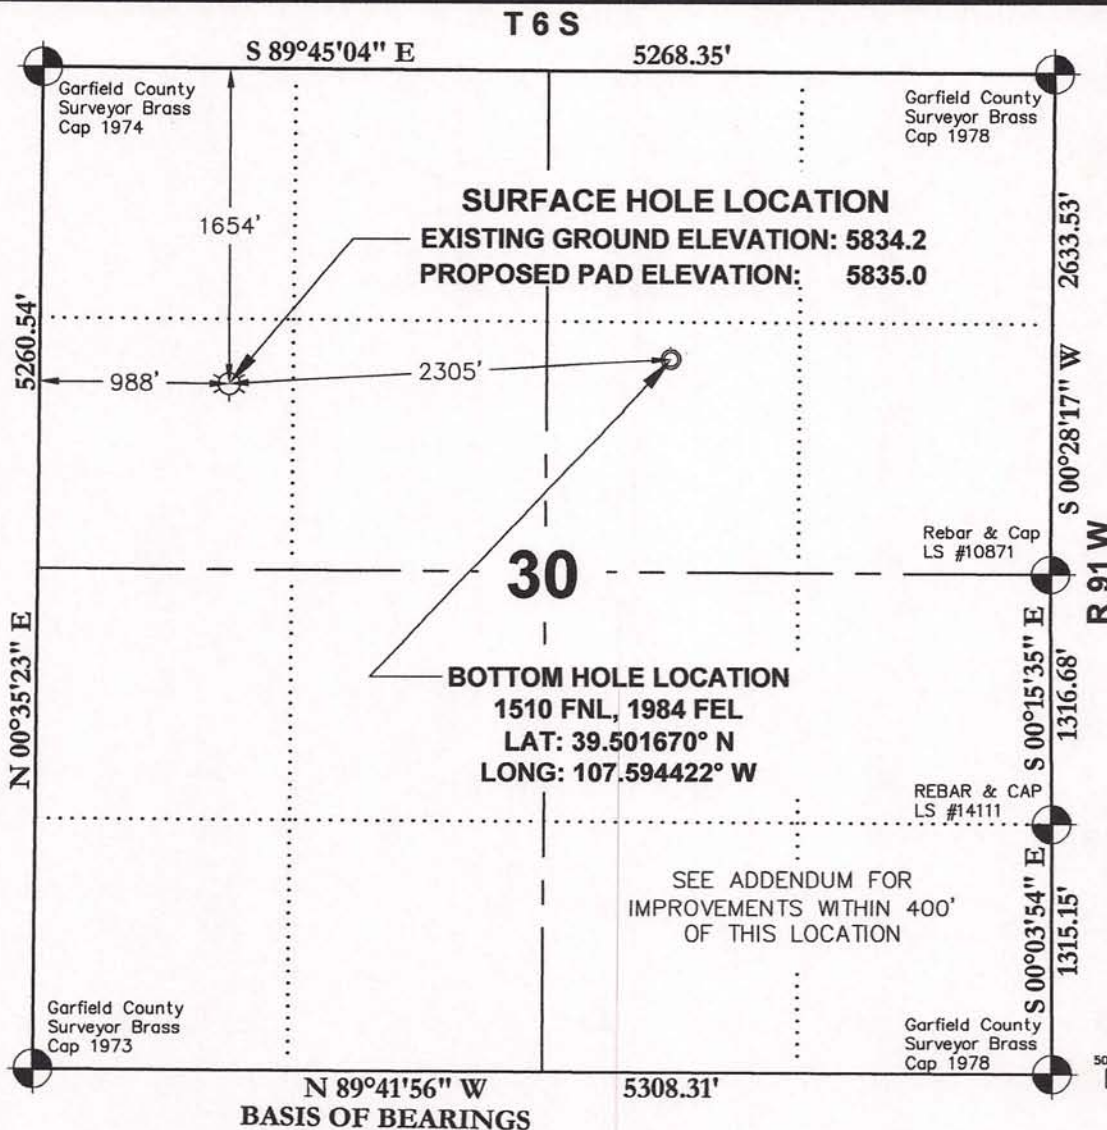 T 6 S
S 89°45'04" E
5268.35'
Garfield County
Surveyor Brass
Cap 1974
Garfield County
Surveyor Brass
Cap 1978
SURFACE HOLE LOCATION
EXISTING GROUND ELEVATION: 5834.2
PROPOSED PAD ELEVATION: 5835.0
1654'
2633.53'
5260.54'
988'
2305'
S 00°28'17" W
Rebar & Cap
LS #10871
R 91 W
30
N 00°35'23" E
BOTTOM HOLE LOCATION
1510 FNL, 1984 FEL
LAT: 39.501670° N
LONG: 107.594422° W
S 00°15'35" E
1316.68'
REBAR & CAP
LS #14111
SEE ADDENDUM FOR
IMPROVEMENTS WITHIN 400'
OF THIS LOCATION
S 00°03'54" E
1315.15'
Garfield County
Surveyor Brass
Cap 1973
Garfield County
Surveyor Brass
Cap 1978
N 89°41'56" W
5308.31'
BASIS OF BEARINGS